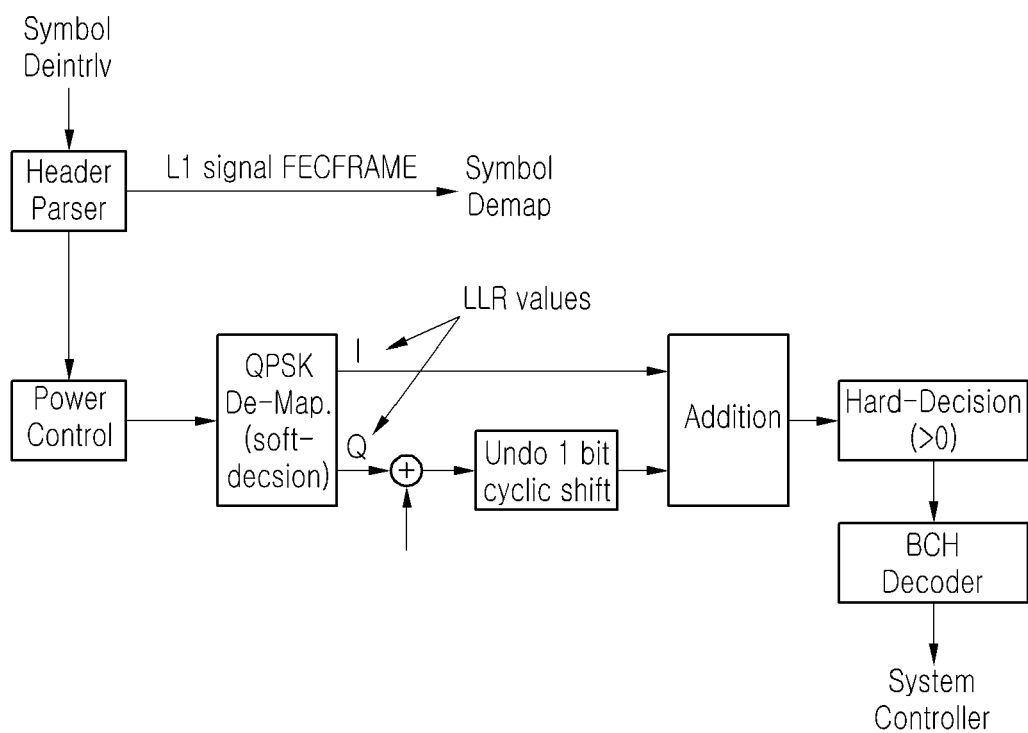 Symbol
Deintrlv
Header
Parser
L1 signal FECFRAME
Symbol
Demap
LLR values
Power
Control
QPSK
De-Map.
(soft-
decsion)
I
Q
+
Undo 1 bit
cyclic shift
Addition
Hard-Decision
(>0)
BCH
Decoder
System
Controller